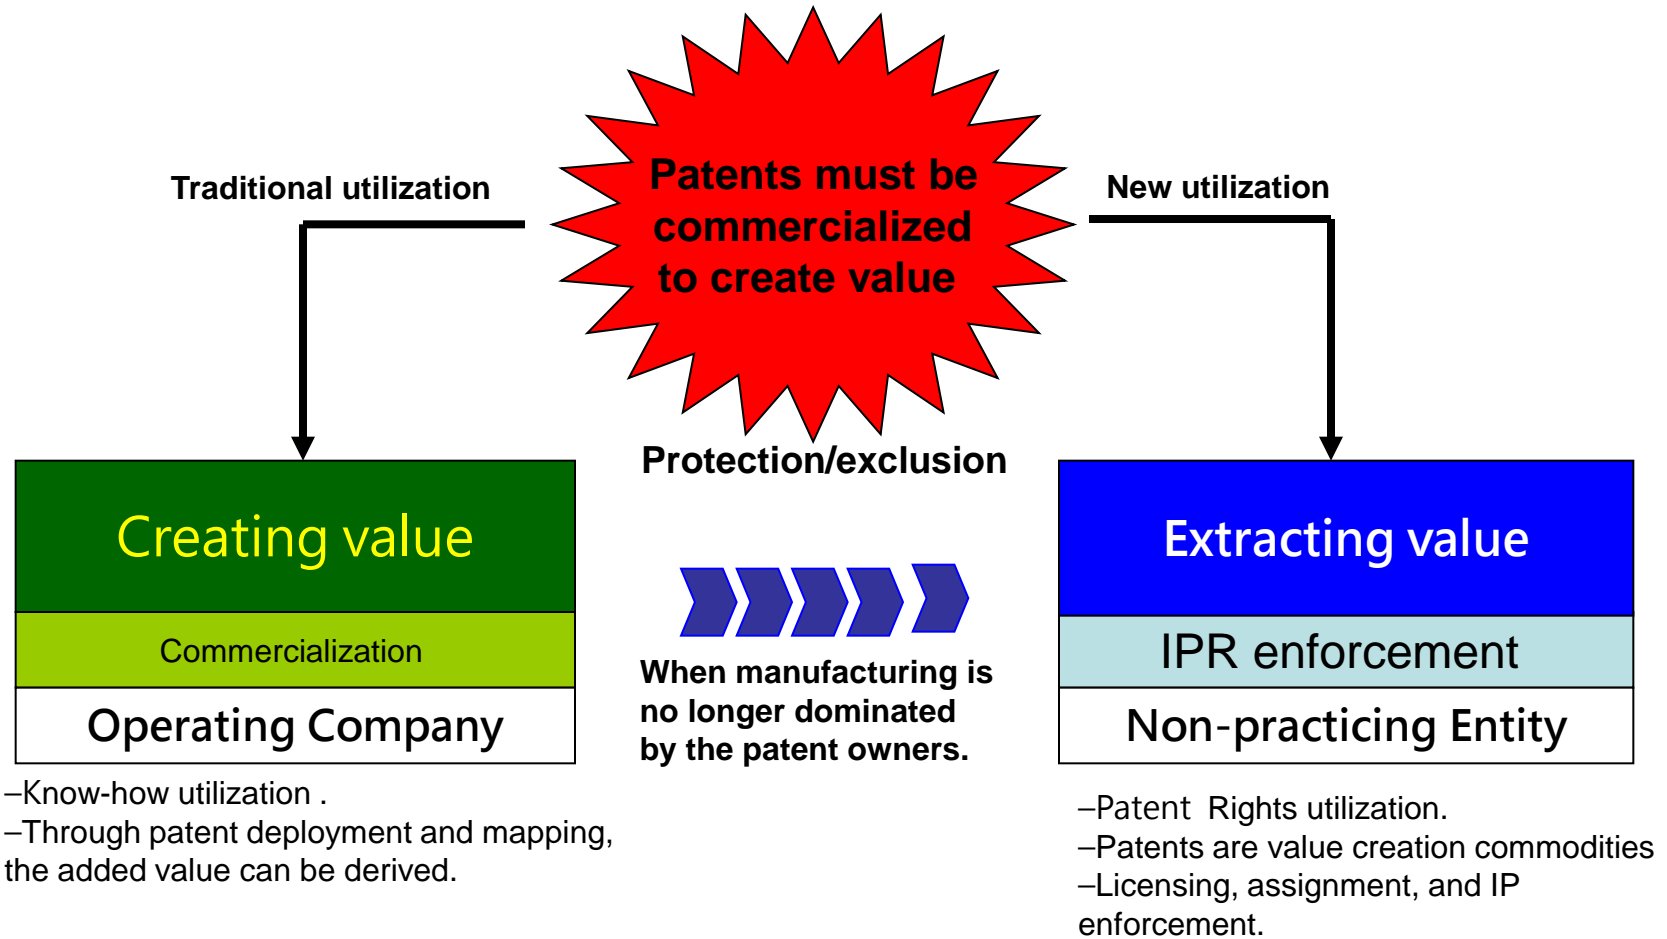 Patents must be
commercialized
to create value
Traditional utilization
New utilization
Protection/exclusion
Creating value
Commercialization
Operating Company
–Know-how utilization .
–Through patent deployment and mapping,
the added value can be derived.
When manufacturing is
no longer dominated
by the patent owners.
Extracting value
IPR enforcement
Non-practicing Entity
–Patent Rights utilization.
–Patents are value creation commodities
–Licensing, assignment, and IP
enforcement.